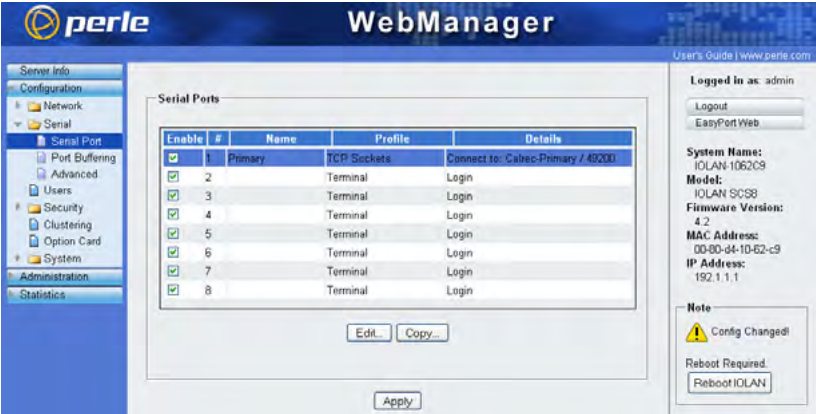 perle WebManager
User's Guide | www.perle.com
Server Info
Configuration
Network
Serial
Serial Port
Port Buffering
Advanced
Users
Security
Clustering
Option Card
System
Administration
Statistics
Serial Ports
Enable # Name Profile Details
1 Primary TCP Sockets Connect to: Calrec-Primary / 49200
2 Terminal Login
3 Terminal Login
4 Terminal Login
5 Terminal Login
6 Terminal Login
7 Terminal Login
8 Terminal Login
Edit... Copy...
Apply
Logged in as: admin
Logout
EasyPort Web
System Name:
IOLAN-1062C9
Model:
IOLAN SCS8
Firmware Version:
4.2
MAC Address:
00-80-d4-10-62-c9
IP Address:
192.1.1.1
Note
Config Changed!
Reboot Required.
Reboot IOLAN